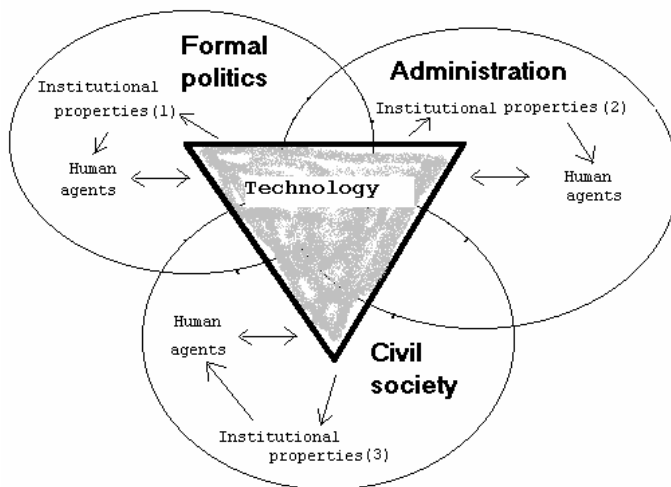 Formal
politics
Institutional
properties(1)
Human
agents
Administration
Institutional properties(2)
Human
agents
Technology
Human
agents
Civil
society
Institutional
properties(3)